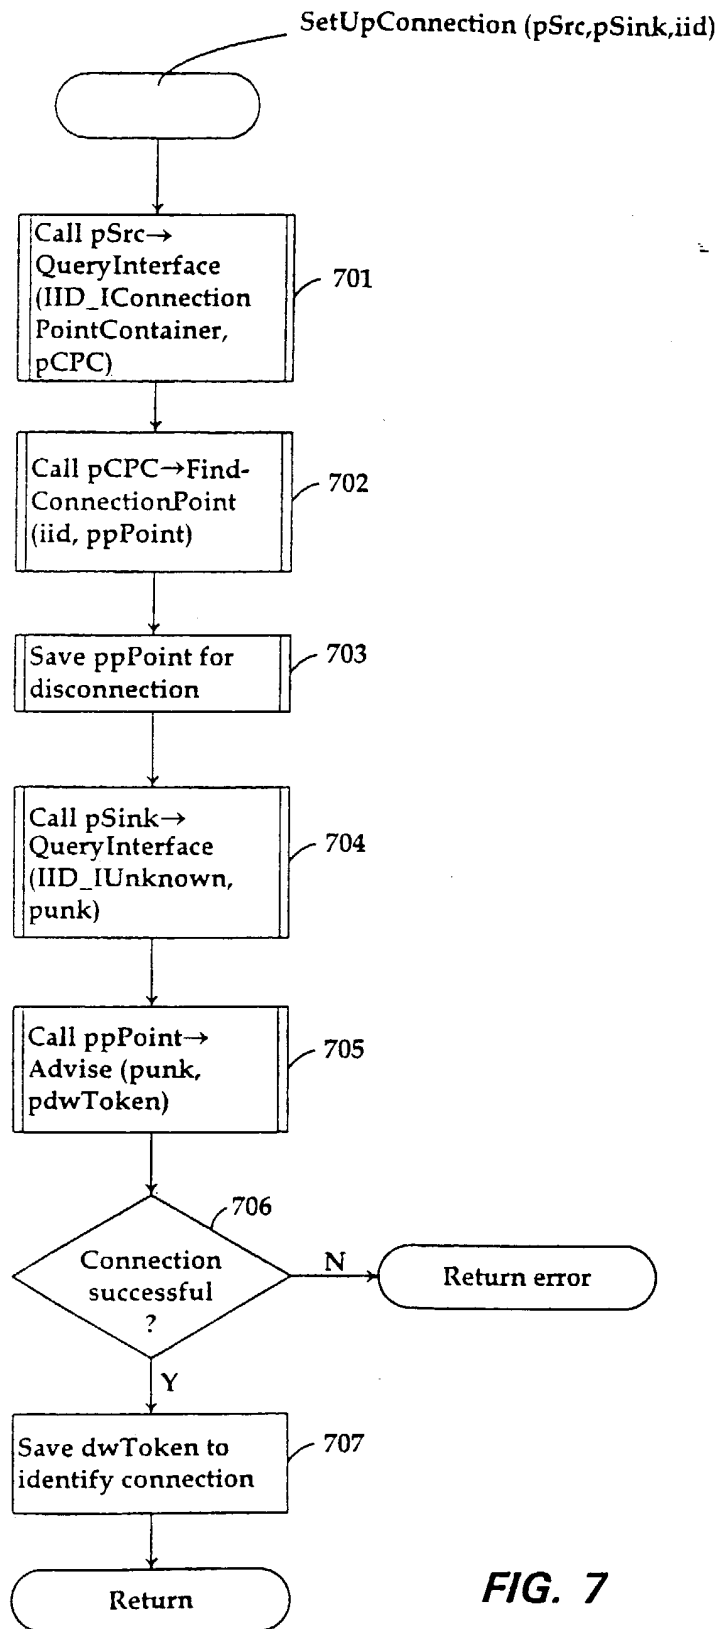 SetUpConnection (pSrc,pSink,iid)
Call pSrc→
QueryInterface
(IID_IConnection
PointContainer,
pCPC)
701
Call pCPC→Find-
ConnectionPoint
(iid, ppPoint)
702
Save ppPoint for
disconnection
703
Call pSink→
QueryInterface
(IID_IUnknown,
punk)
704
Call ppPoint→
Advise (punk,
pdwToken)
705
706
Connection
successful
?
N
Return error
Y
Save dwToken to
identify connection
707
Return
FIG. 7